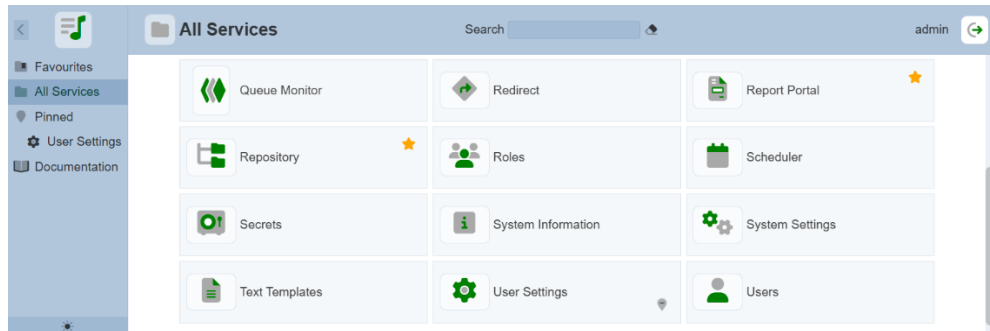 All Services
Search
admin
Favourites
All Services
Pinned
User Settings
Documentation
Queue Monitor
Redirect
Report Portal
Repository
Roles
Scheduler
Secrets
System Information
System Settings
Text Templates
User Settings
Users